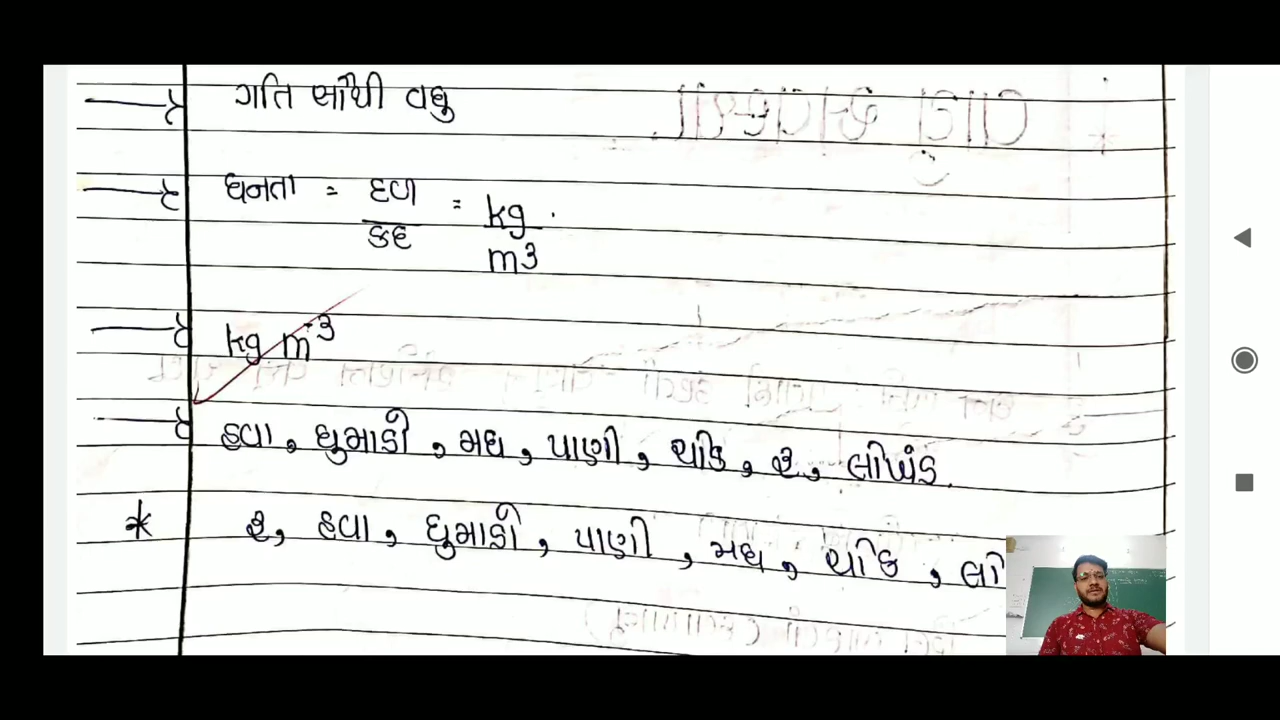 ગતિ સૌથી વધુ
ઘનતા = દળ / કદ = kg / m3
kg m-3
હવા, ધુમાડો, મધ, પાણી, ચોક, રૂ, લોખંડ.
* રૂ, હવા, ધુમાડો, પાણી, મધ, ચોક, લો